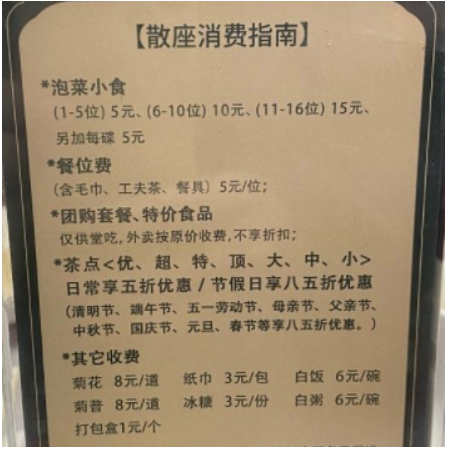 【散座消费指南】
*泡菜小食
(1-5位) 5元、(6-10位) 10元、(11-16位) 15元、
另加每碟 5元
*餐位费
(含毛巾、工夫茶、餐具) 5元/位;
*团购套餐、特价食品
仅供堂吃,外卖按原价收费,不享折扣;
*茶点<优、超、特、顶、大、中、小>
日常享五折优惠 / 节假日享八五折优惠
(清明节、端午节、五一劳动节、母亲节、父亲节、
中秋节、国庆节、元旦、春节等享八五折优惠。)
*其它收费
菊花 8元/道 纸巾 3元/包 白饭 6元/碗
菊普 8元/道 冰糖 3元/份 白粥 6元/碗
打包盒1元/个